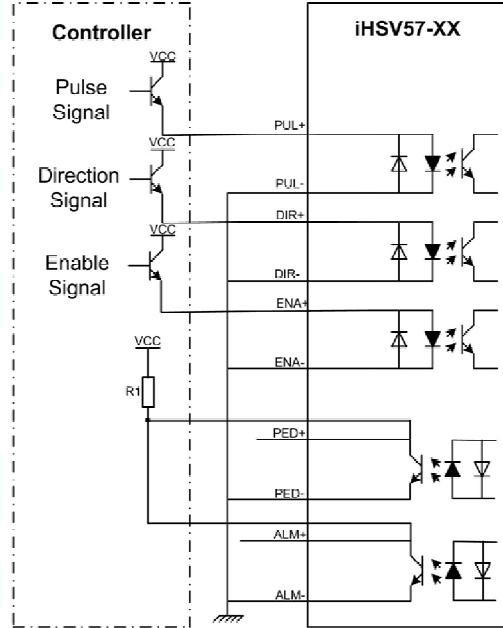 Controller
iHSV57-XX
VCC
Pulse
Signal
PUL+
VCC
Direction
Signal
PUL-
DIR+
VCC
Enable
Signal
DIR-
ENA+
VCC
ENA-
R1
PED+
PED-
ALM+
ALM-